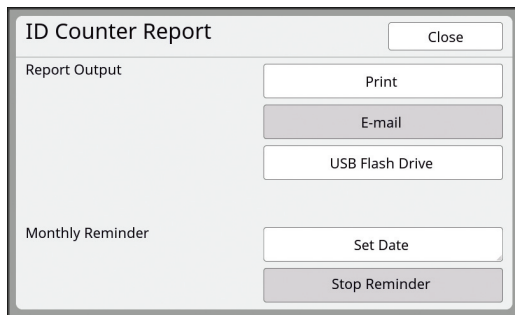 ID Counter Report
Close
Report Output
Print
E-mail
USB Flash Drive
Monthly Reminder
Set Date
Stop Reminder